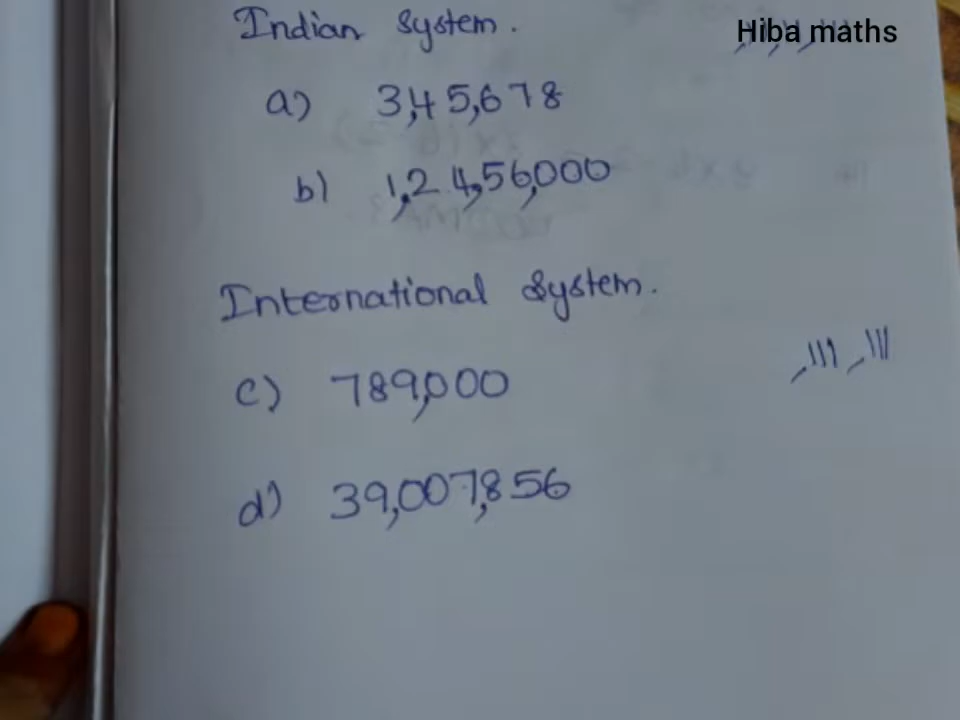 Indian System.
Hiba maths
a) 3,45,678
b) 1,24,56,000
International System.
c) 789,000
, ||| , |||
d) 39,007,856